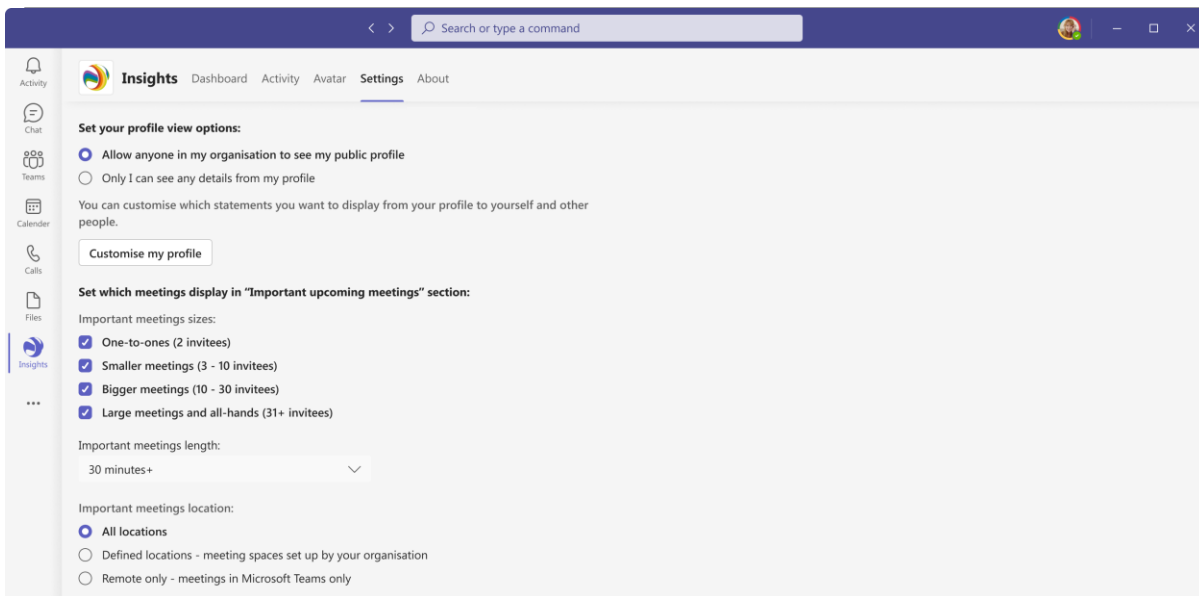 Search or type a command
Activity
Chat
Teams
Calender
Calls
Files
Insights
Insights Dashboard Activity Avatar Settings About
Set your profile view options:
Allow anyone in my organisation to see my public profile
Only I can see any details from my profile
You can customise which statements you want to display from your profile to yourself and other
people.
Customise my profile
Set which meetings display in “Important upcoming meetings” section:
Important meetings sizes:
One-to-ones (2 invitees)
Smaller meetings (3 - 10 invitees)
Bigger meetings (10 - 30 invitees)
Large meetings and all-hands (31+ invitees)
Important meetings length:
30 minutes+
Important meetings location:
All locations
Defined locations - meeting spaces set up by your organisation
Remote only - meetings in Microsoft Teams only